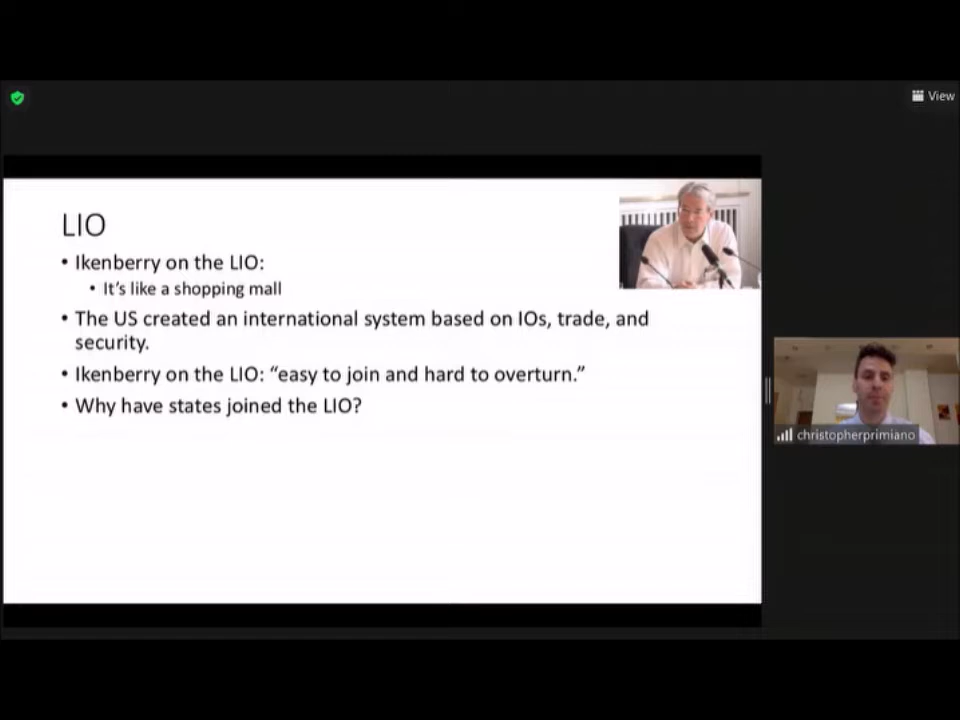 View
LIO
• Ikenberry on the LIO:
• It's like a shopping mall
• The US created an international system based on IOs, trade, and
security.
• Ikenberry on the LIO: “easy to join and hard to overturn.”
• Why have states joined the LIO?
christopherprimiano